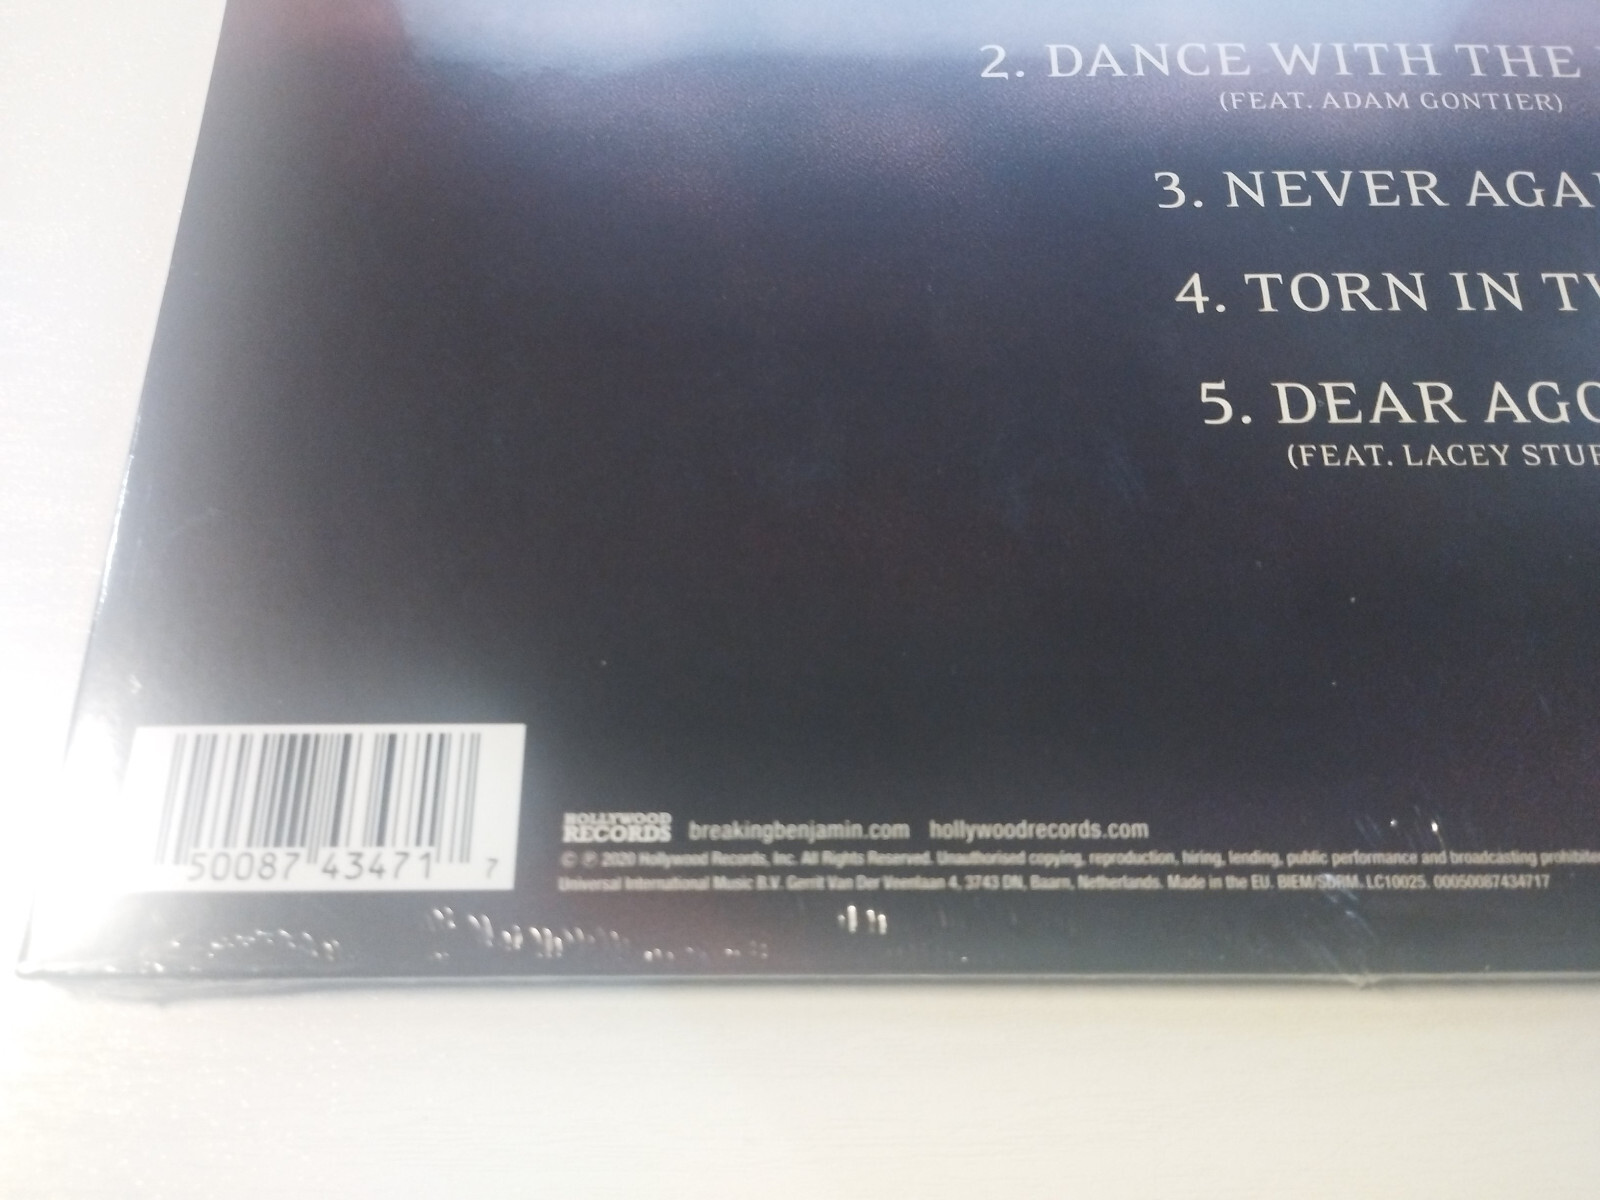 2. DANCE WITH THE
(FEAT. ADAM GONTIER)
3. NEVER AGAI
4. TORN IN TW
5. DEAR AGO
(FEAT. LACEY STUR
HOLLYWOOD
RECORDS breakingbenjamin.com hollywoodrecords.com
© ℗ 2020 Hollywood Records, Inc. All Rights Reserved. Unauthorised copying, reproduction, hiring, lending, public performance and broadcasting prohibited
Universal International Music B.V. Gerrit Van Der Veenlaan 4, 3743 DN, Baarn, Netherlands. Made in the EU. BIEM/SDRM. LC10025. 00050087434717
50087 43471 7